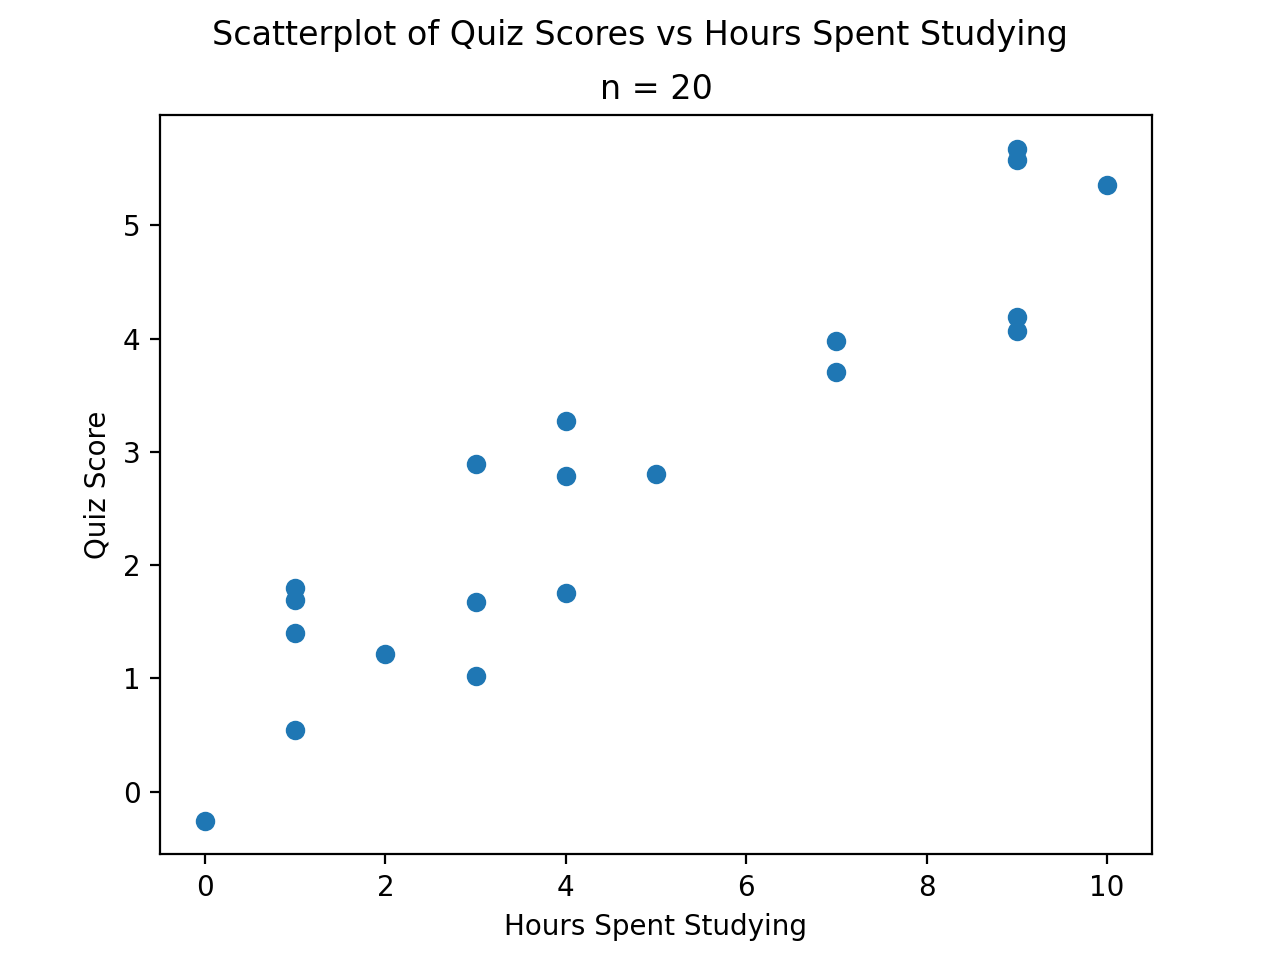 Scatterplot of Quiz Scores vs Hours Spent Studying
n = 20
5
4
3
2
1
0
Quiz Score
0 2 4 6 8 10
Hours Spent Studying